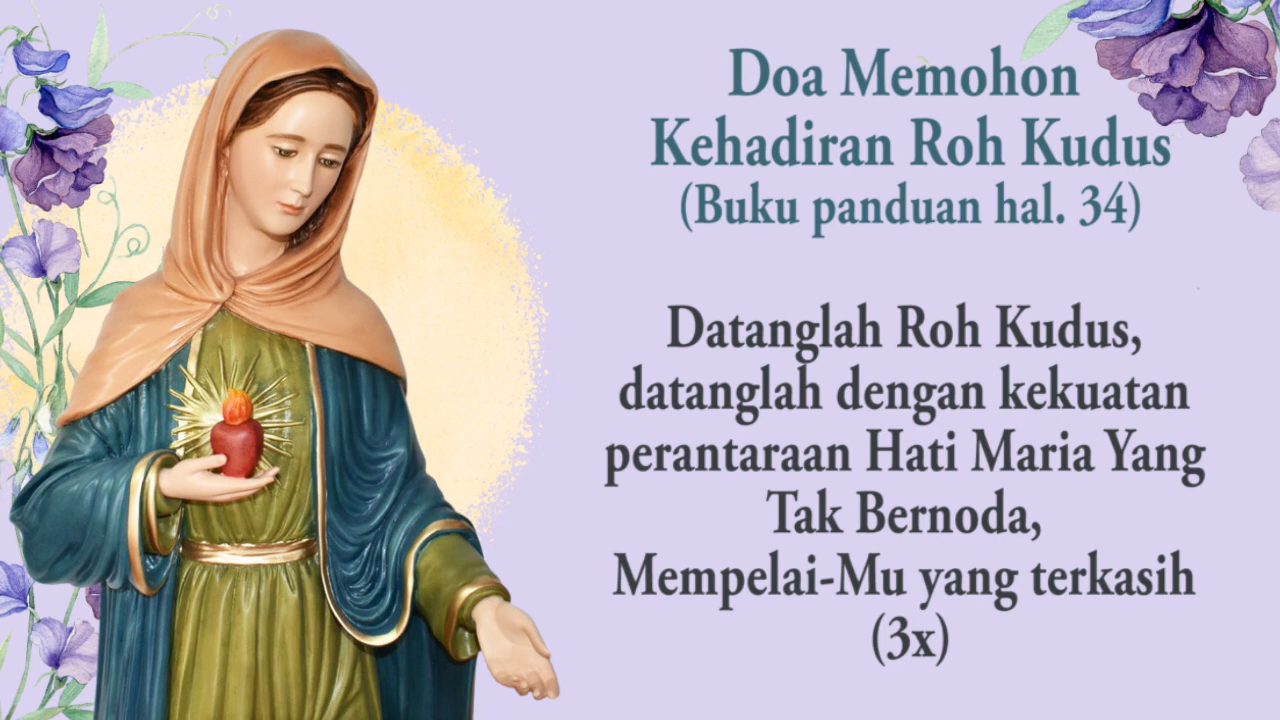 Doa Memohon
Kehadiran Roh Kudus
(Buku panduan hal. 34)
Datanglah Roh Kudus,
datanglah dengan kekuatan
perantaraan Hati Maria Yang
Tak Bernoda,
Mempelai-Mu yang terkasih
(3x)